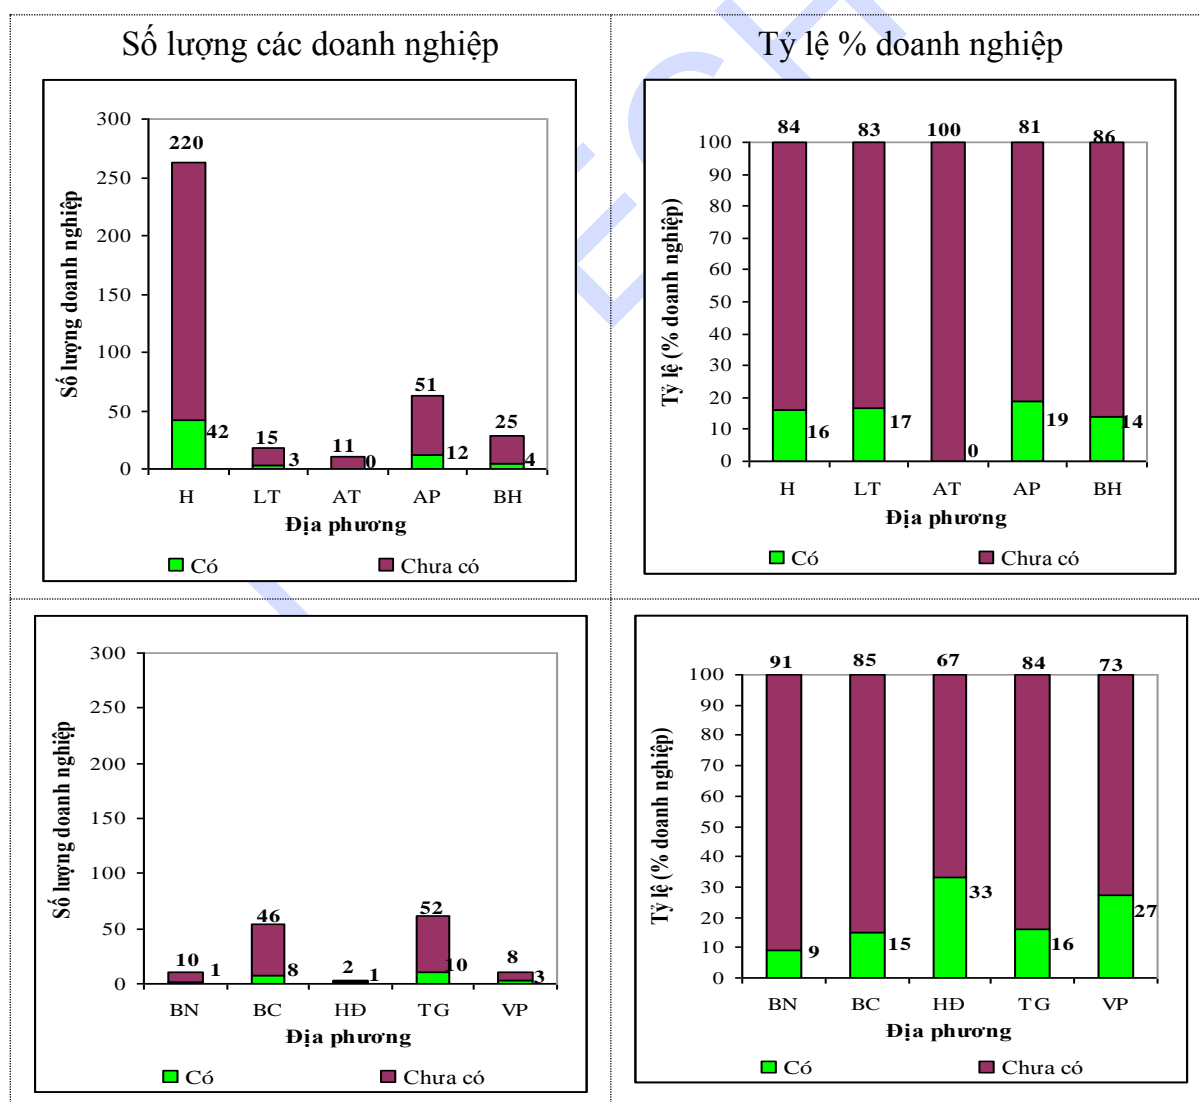 Số lượng các doanh nghiệp
Tỷ lệ % doanh nghiệp
Số lượng doanh nghiệp
300
250
200
150
100
50
0
220
42
15
3
11
0
51
12
25
4
H LT AT AP BH
Địa phương
Có Chưa có
Tỷ lệ (% doanh nghiệp)
100
90
80
70
60
50
40
30
20
10
0
84 83 100 81 86
16 17 0 19 14
H LT AT AP BH
Địa phương
Có Chưa có
Số lượng doanh nghiệp
300
250
200
150
100
50
0
10
1
46
8
2
1
52
10
8
3
BN BC HĐ TG VP
Địa phương
Có Chưa có
Tỷ lệ (% doanh nghiệp)
100
90
80
70
60
50
40
30
20
10
0
91 85 67 84 73
9 15 33 16 27
BN BC HĐ TG VP
Địa phương
Có Chưa có
ECH